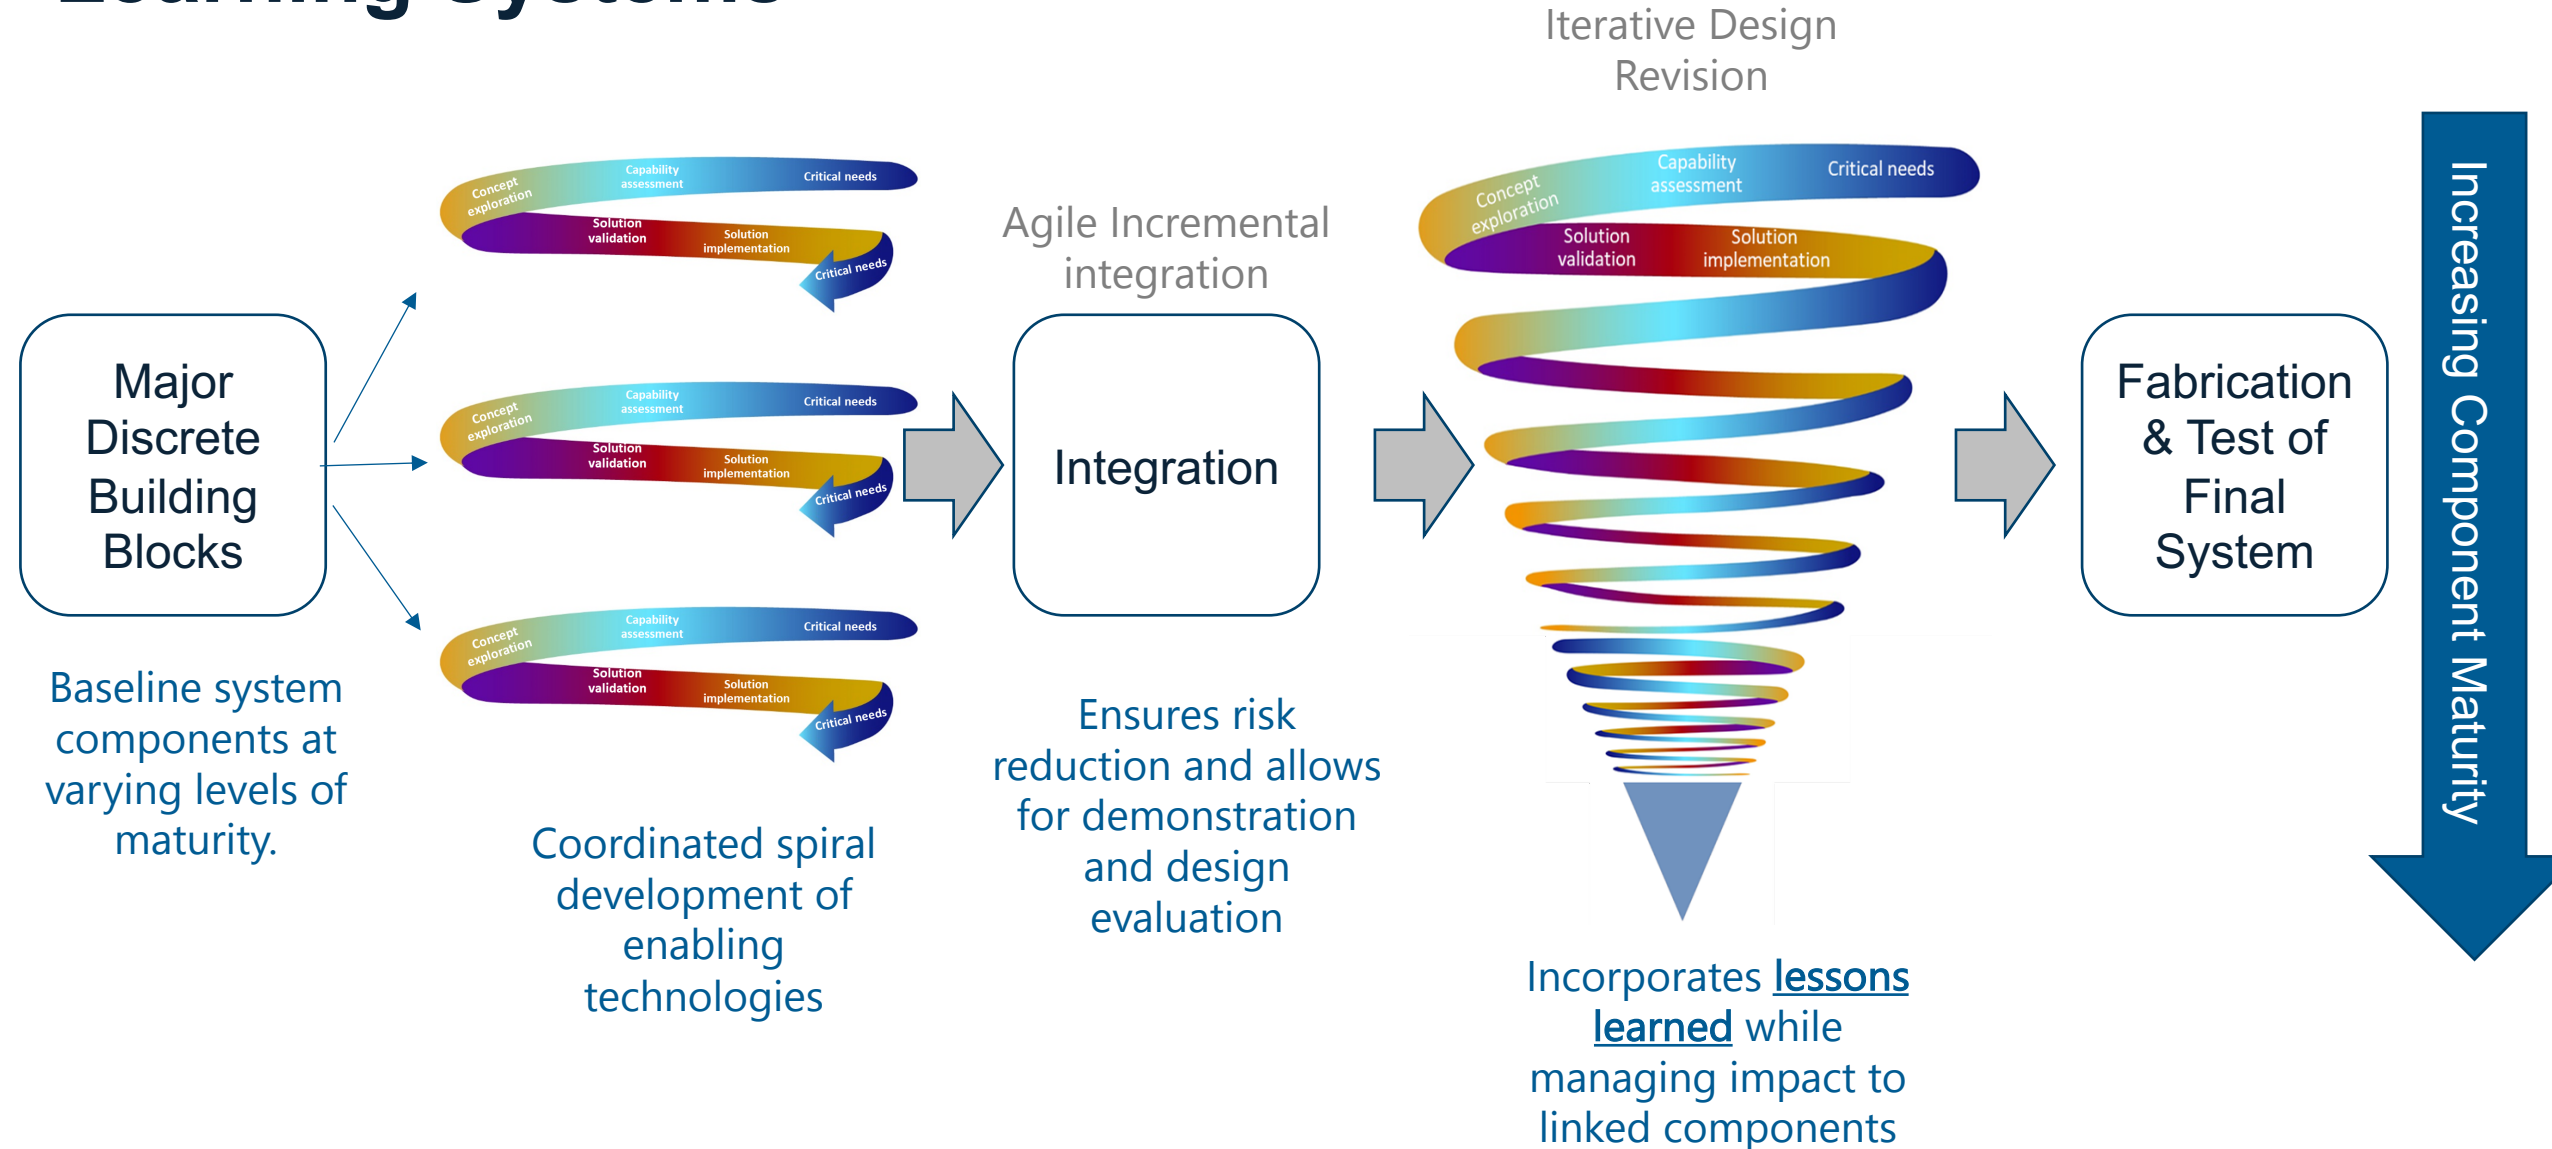 Learning Systems
Iterative Design
Revision
Agile Incremental
integration
Major
Discrete
Building
Blocks
Baseline system
components at
varying levels of
maturity.
Concept
exploration
Capability
assessment
Critical needs
Solution
validation
Solution
implementation
Critical needs
Concept
exploration
Capability
assessment
Critical needs
Solution
validation
Solution
implementation
Critical needs
Concept
exploration
Capability
assessment
Critical needs
Solution
validation
Solution
implementation
Critical needs
Coordinated spiral
development of
enabling
technologies
Integration
Ensures risk
reduction and allows
for demonstration
and design
evaluation
Concept
exploration
Capability
assessment
Critical needs
Solution
validation
Solution
implementation
Incorporates lessons
learned while
managing impact to
linked components
Fabrication
& Test of
Final
System
Increasing Component Maturity